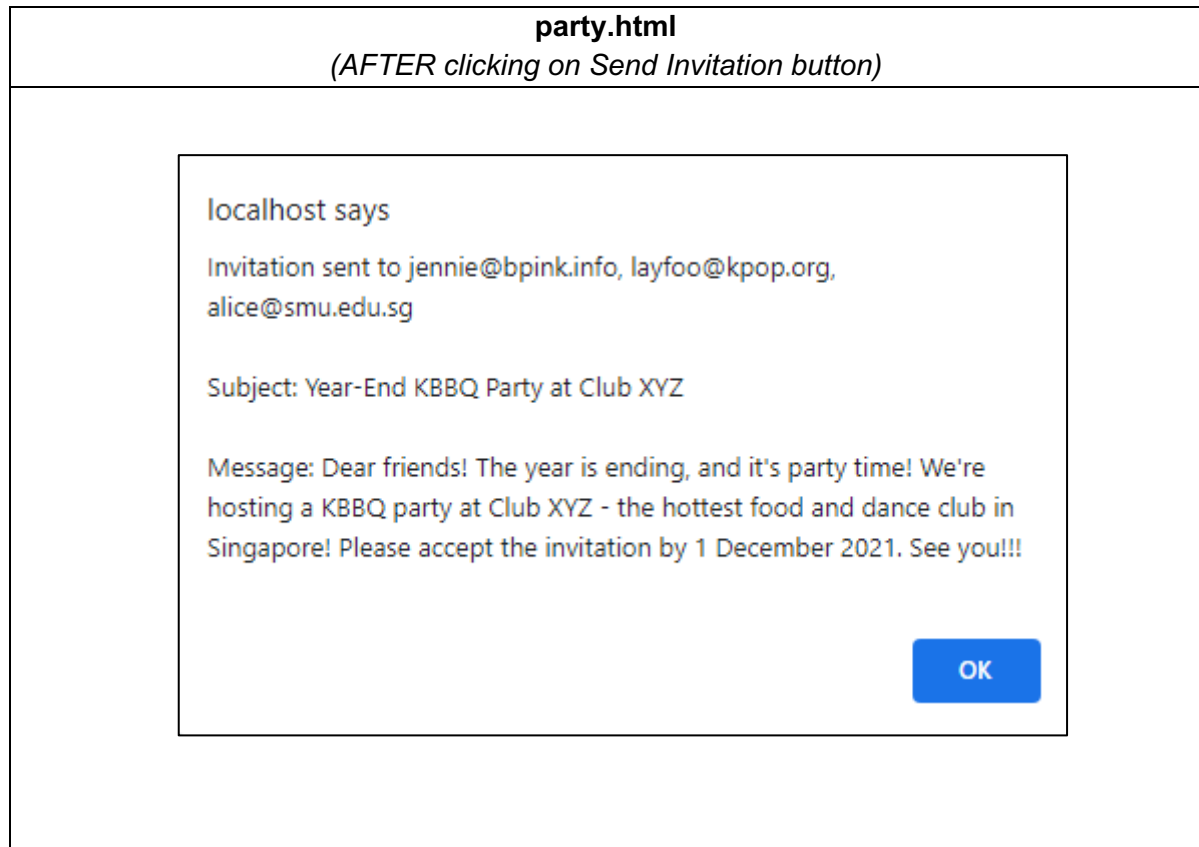 party.html
(AFTER clicking on Send Invitation button)
localhost says
Invitation sent to jennie@bpink.info, layfoo@kpop.org,
alice@smu.edu.sg
Subject: Year-End KBBQ Party at Club XYZ
Message: Dear friends! The year is ending, and it's party time! We're
hosting a KBBQ party at Club XYZ - the hottest food and dance club in
Singapore! Please accept the invitation by 1 December 2021. See you!!!
OK